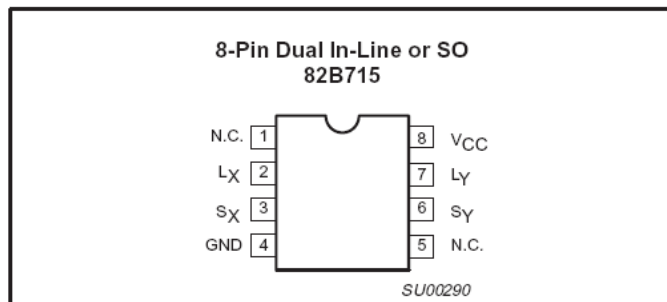 8-Pin Dual In-Line or SO
82B715
N.C. 1 8 VCC
LX 2 7 LY
SX 3 6 SY
GND 4 5 N.C.
SU00290